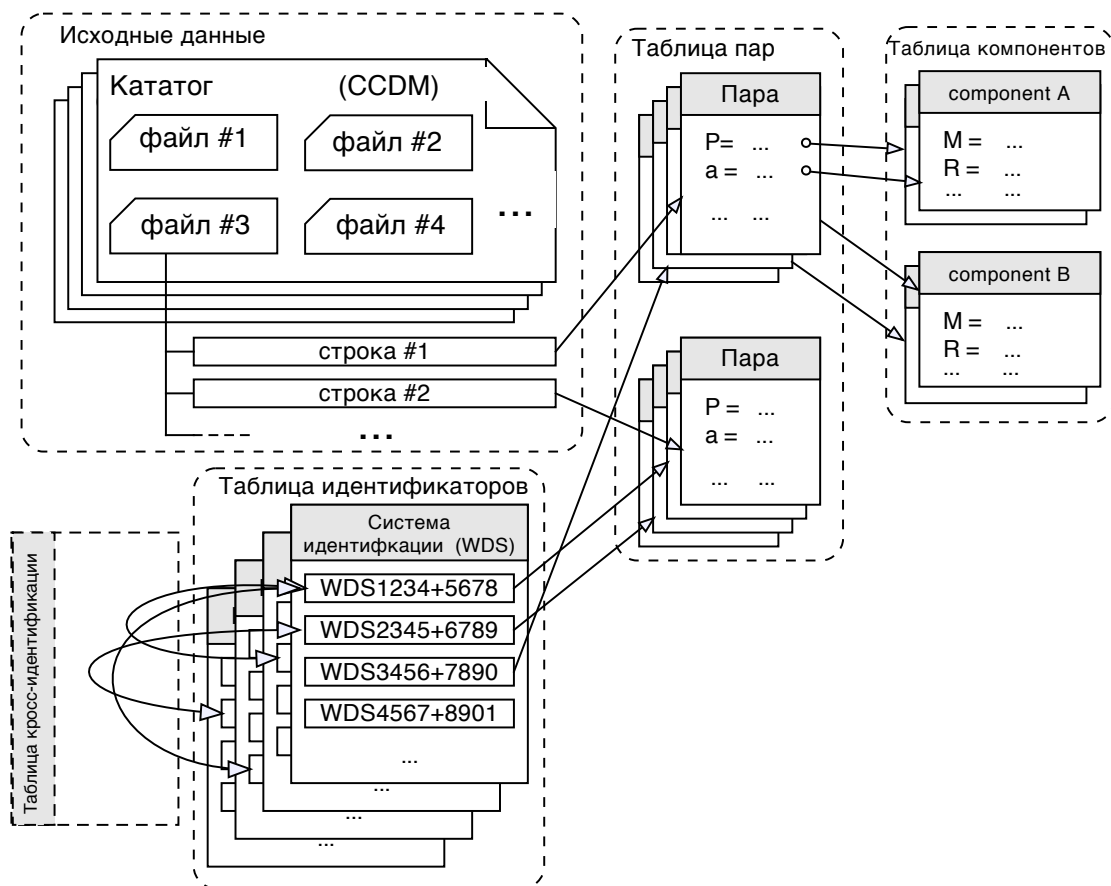 Исходные данные
Кататог (CCDM)
файл #1
файл #2
файл #3
файл #4
...
строка #1
строка #2
...
Таблица пар
Пара
P= ...
a = ...
... ...
Пара
P = ...
a = ...
... ...
Таблица компонентов
component A
M = ...
R = ...
... ...
component B
M = ...
R = ...
... ...
Таблица идентификаторов
Система
идентифкации (WDS)
WDS1234+5678
WDS2345+6789
WDS3456+7890
WDS4567+8901
...
...
...
...
Таблица кросс-идентификации